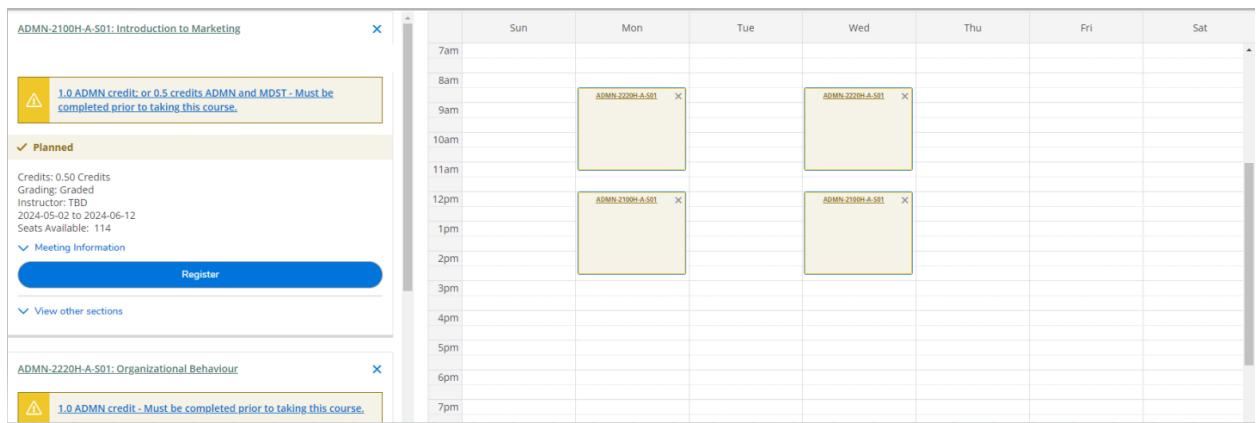 ADMN-2100H-A-S01: Introduction to Marketing
1.0 ADMN credit; or 0.5 credits ADMN and MDST - Must be
completed prior to taking this course.
Planned
Credits: 0.50 Credits
Grading: Graded
Instructor: TBD
2024-05-02 to 2024-06-12
Seats Available: 114
Meeting Information
Register
View other sections
ADMN-2220H-A-S01: Organizational Behaviour
1.0 ADMN credit - Must be completed prior to taking this course.
Sun Mon Tue Wed Thu Fri Sat
7am
8am
ADMN-2220H-A-S01 ADMN-2220H-A-S01
9am
10am
11am
12pm ADMN-2100H-A-S01 ADMN-2100H-A-S01
1pm
2pm
3pm
4pm
5pm
6pm
7pm